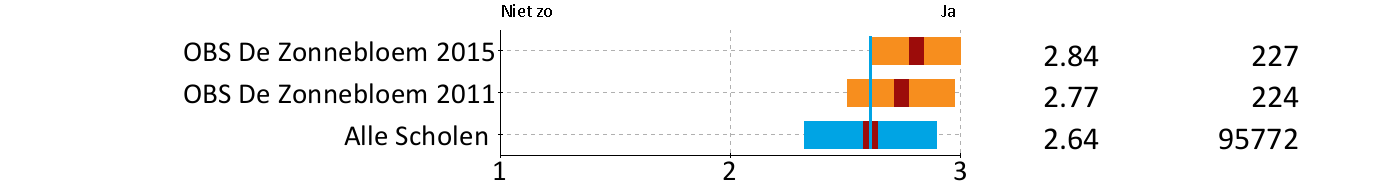 Niet zo Ja
OBS De Zonnebloem 2015 2.84 227
OBS De Zonnebloem 2011 2.77 224
Alle Scholen 2.64 95772
1 2 3